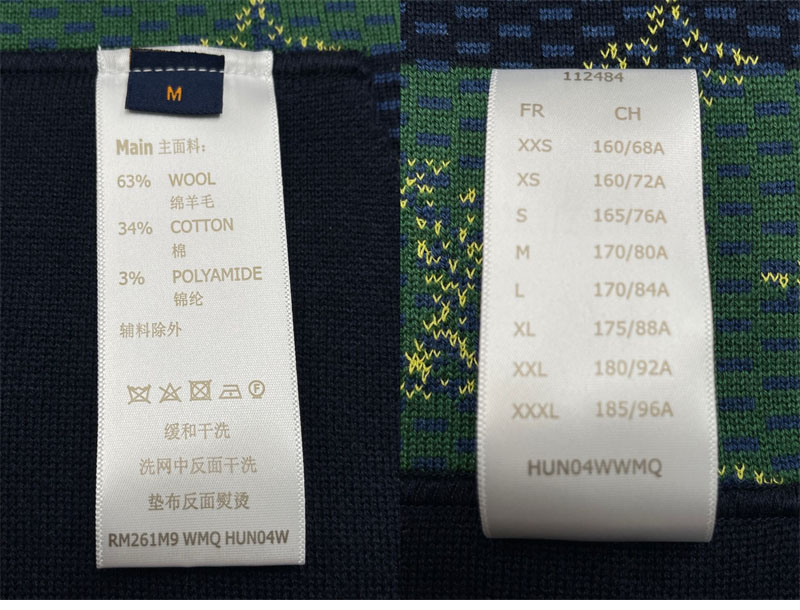 M
Main 主面料:
63% WOOL
绵羊毛
34% COTTON
棉
3% POLYAMIDE
锦纶
辅料除外
F
缓和干洗
洗网中反面干洗
垫布反面熨烫
RM261M9 WMQ HUN04W
112484
FR CH
XXS 160/68A
XS 160/72A
S 165/76A
M 170/80A
L 170/84A
XL 175/88A
XXL 180/92A
XXXL 185/96A
HUN04WWMQ